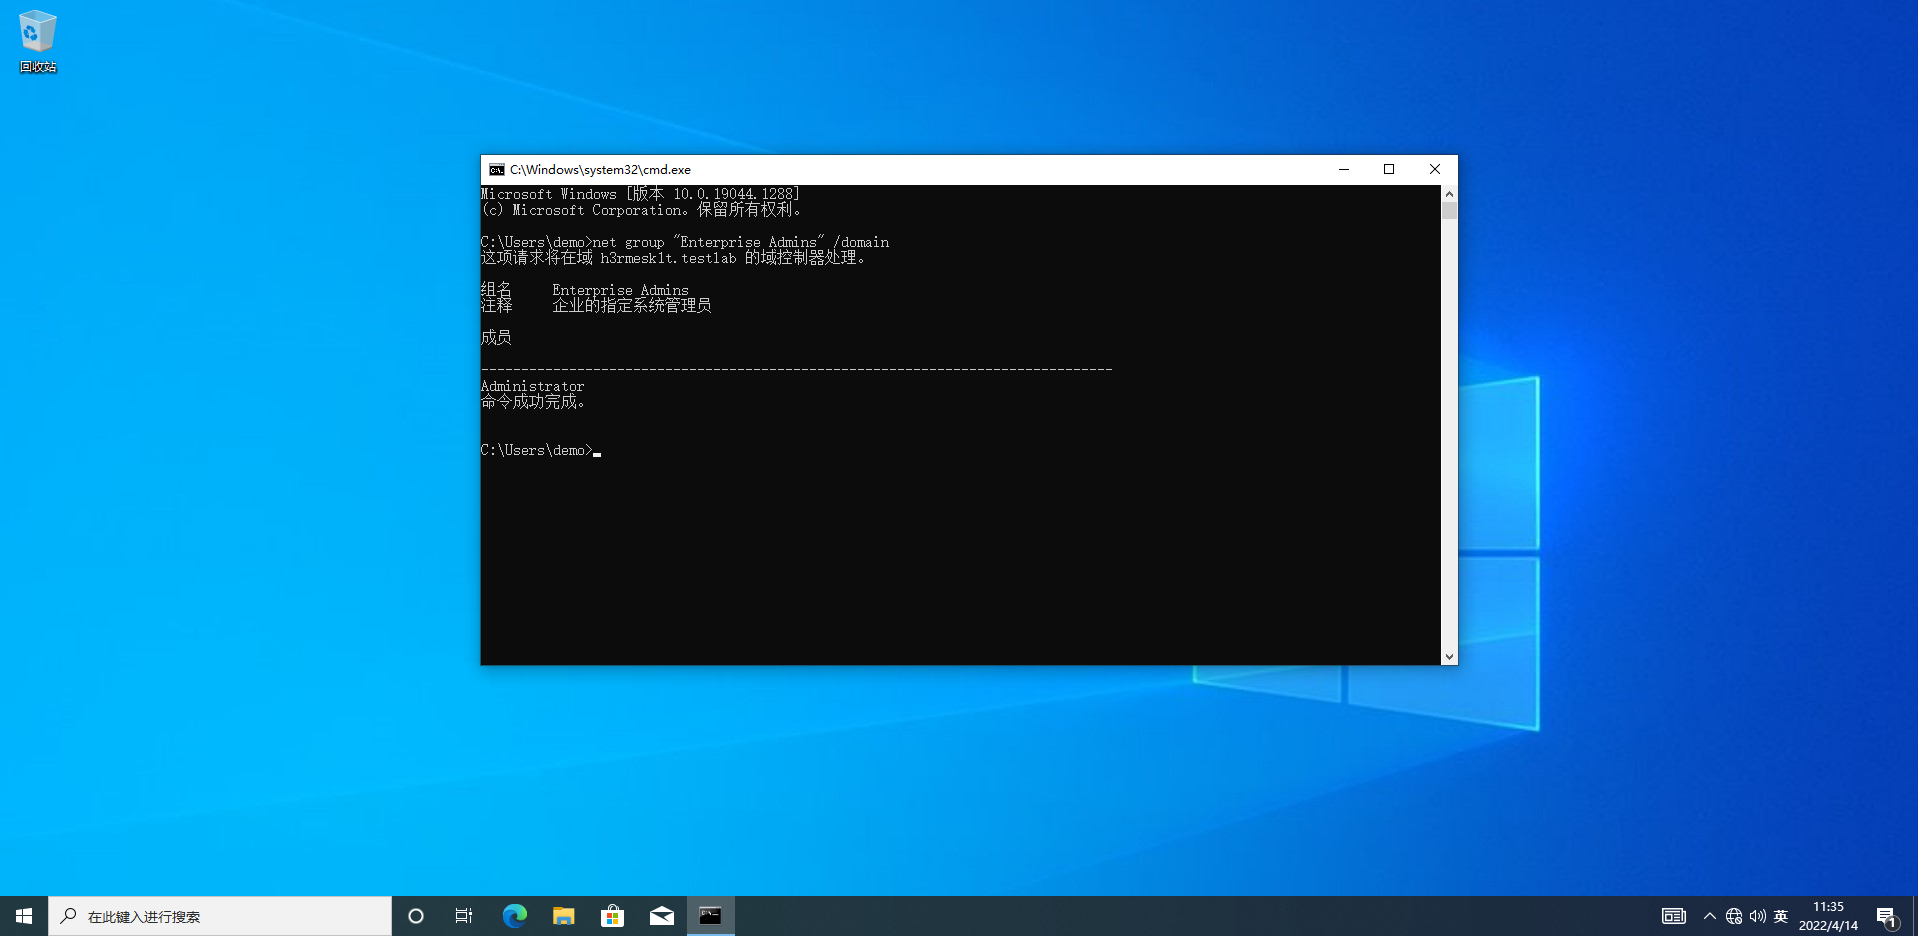 回收站
C:\Windows\system32\cmd.exe
Microsoft Windows [版本 10.0.19044.1288]
(c) Microsoft Corporation。保留所有权利。
C:\Users\demo>net group "Enterprise Admins" /domain
这项请求将在域 h3rmesk1t.testlab 的域控制器处理。
组名     Enterprise Admins
注释     企业的指定系统管理员
成员
-------------------------------------------------------------------------------
Administrator
命令成功完成。
C:\Users\demo>
在此键入进行搜索
英
11:35
2022/4/14
1